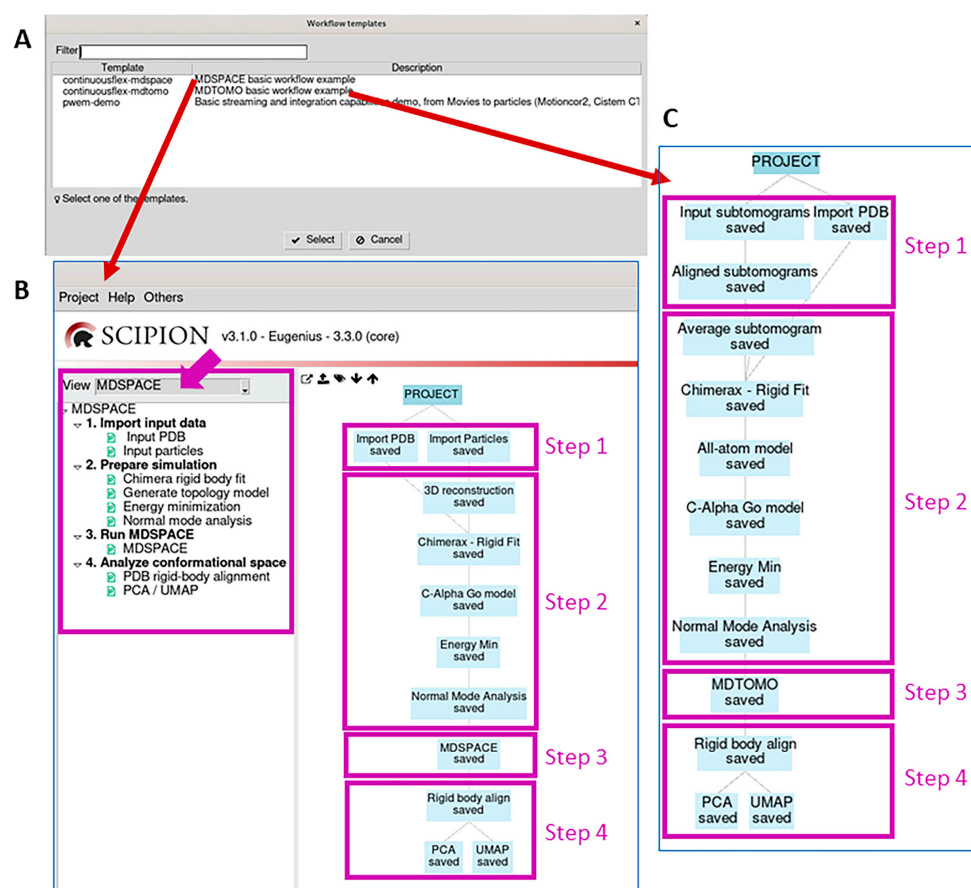 A
Workflow templates
×
Filter
Template Description
continuousflex-mdspace MDSPACE basic workflow example
continuousflex-mdtomo MDTOMO basic workflow example
pwem-demo Basic streaming and integration capabilities demo, from Movies to particles (Motioncor2, Cistem C1
Select one of the templates.
Select Cancel
B
Project Help Others
SCIPION v3.1.0 - Eugenius - 3.3.0 (core)
View MDSPACE
MDSPACE
1. Import input data
Input PDB
Input particles
2. Prepare simulation
Chimera rigid body fit
Generate topology model
Energy minimization
Normal mode analysis
3. Run MDSPACE
MDSPACE
4. Analyze conformational space
PDB rigid-body alignment
PCA / UMAP
PROJECT
Import PDB
saved
Import Particles
saved
Step 1
3D reconstruction
saved
Chimerax - Rigid Fit
saved
C-Alpha Go model
saved
Step 2
Energy Min
saved
Normal Mode Analysis
saved
MDSPACE
saved
Step 3
Rigid body align
saved
Step 4
PCA
saved
UMAP
saved
C
PROJECT
Input subtomograms
saved
Import PDB
saved
Step 1
Aligned subtomograms
saved
Average subtomogram
saved
Chimerax - Rigid Fit
saved
All-atom model
saved
Step 2
C-Alpha Go model
saved
Energy Min
saved
Normal Mode Analysis
saved
MDTOMO
saved
Step 3
Rigid body align
saved
Step 4
PCA
saved
UMAP
saved